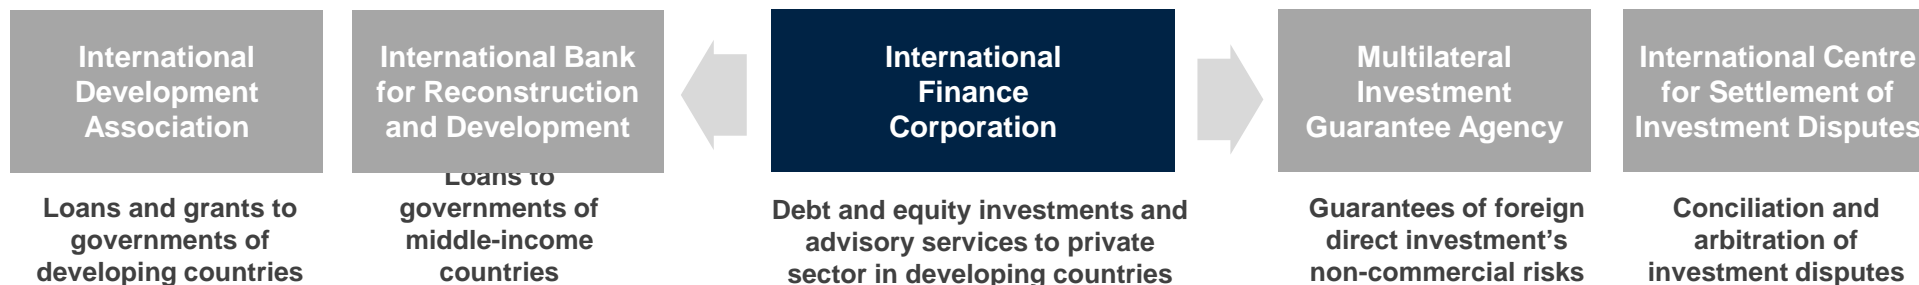 International
Development
Association
Loans and grants to
governments of
developing countries
International Bank
for Reconstruction
and Development
Loans to
governments of
middle-income
countries
International
Finance
Corporation
Debt and equity investments and
advisory services to private
sector in developing countries
Multilateral
Investment
Guarantee Agency
Guarantees of foreign
direct investment’s
non-commercial risks
International Centre
for Settlement of
Investment Disputes
Conciliation and
arbitration of
investment disputes